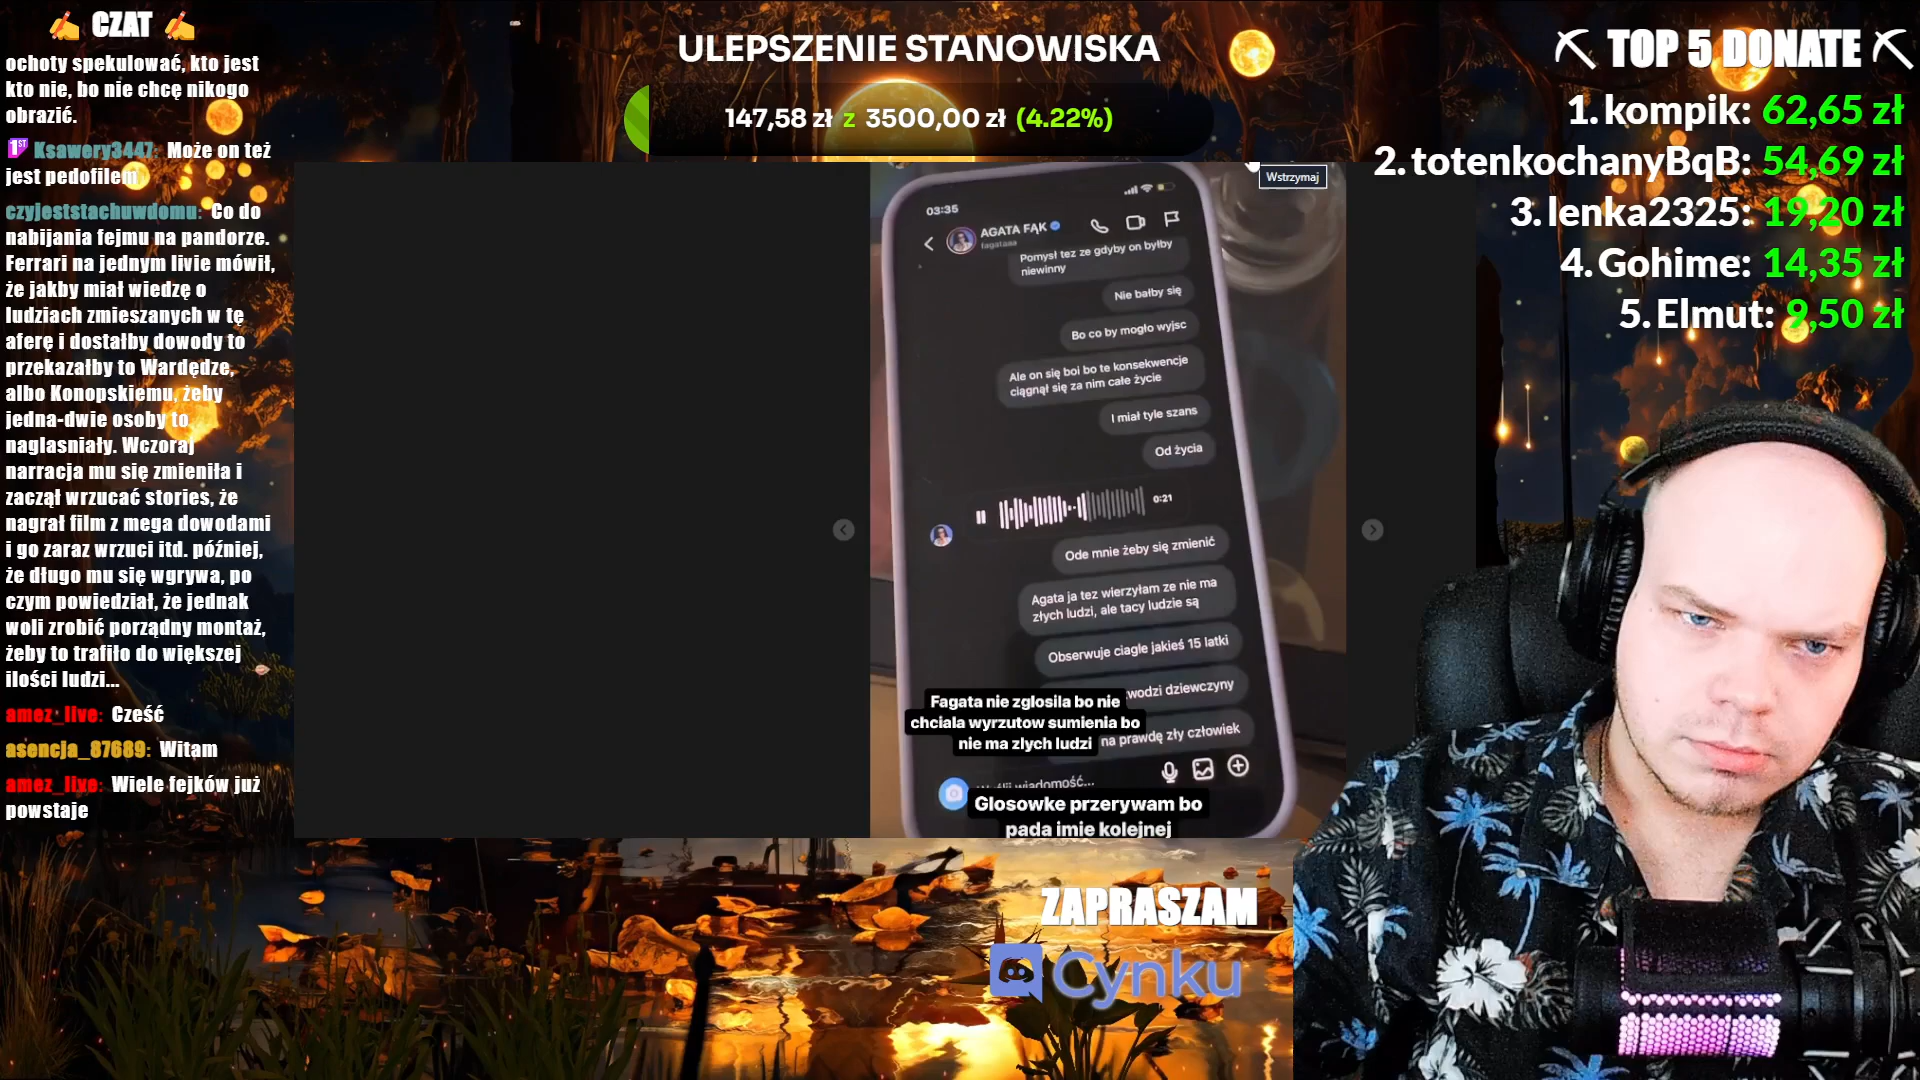 CZAT
ochoty spekulować, kto jest
kto nie, bo nie chcę nikogo
obrazić.
1ST Ksawery3447: Może on też
jest pedofilem
czyjeststachuwdomu: Co do
nabijania fejmu na pandorze.
Ferrari na jednym livie mówił,
że jakby miał wiedzę o
ludziach zmieszanych w tę
aferę i dostałby dowody to
przekazałby to Wardędze,
albo Konopskiemu, żeby
jedna-dwie osoby to
naglasniały. Wczoraj
narracja mu się zmieniła i
zaczął wrzucać stories, że
nagrał film z mega dowodami
i go zaraz wrzuci itd. później,
że długo mu się wgrywa, po
czym powiedział, że jednak
woli zrobić porządny montaż,
żeby to trafiło do większej
ilości ludzi...
amez_live: Cześć
asencja_87689: Witam
amez_live: Wiele fejków już
powstaje
ULEPSZENIE STANOWISKA
147,58 zł z 3500,00 zł (4.22%)
Wstrzymaj
03:35
AGATA FĄK
fagataaa
Pomysł tez ze gdyby on byłby
niewinny
Nie bałby się
Bo co by mogło wyjsc
Ale on się boi bo te konsekwencje
ciągnął się za nim całe życie
I miał tyle szans
Od życia
0:21
Ode mnie żeby się zmienić
Agata ja tez wierzyłam ze nie ma
złych ludzi, ale tacy ludzie są
Obserwuje ciagle jakieś 15 latki
wodzi dziewczyny
Fagata nie zglosila bo nie
chciala wyrzutow sumienia bo
nie ma zlych ludzi
na prawdę zły człowiek
wiadomość...
Glosowke przerywam bo
pada imie kolejnej
TOP 5 DONATE
1. kompik: 62,65 zł
2. totenkochanyBqB: 54,69 zł
3. lenka2325: 19,20 zł
4. Gohime: 14,35 zł
5. Elmut: 9,50 zł
ZAPRASZAM
Cynku